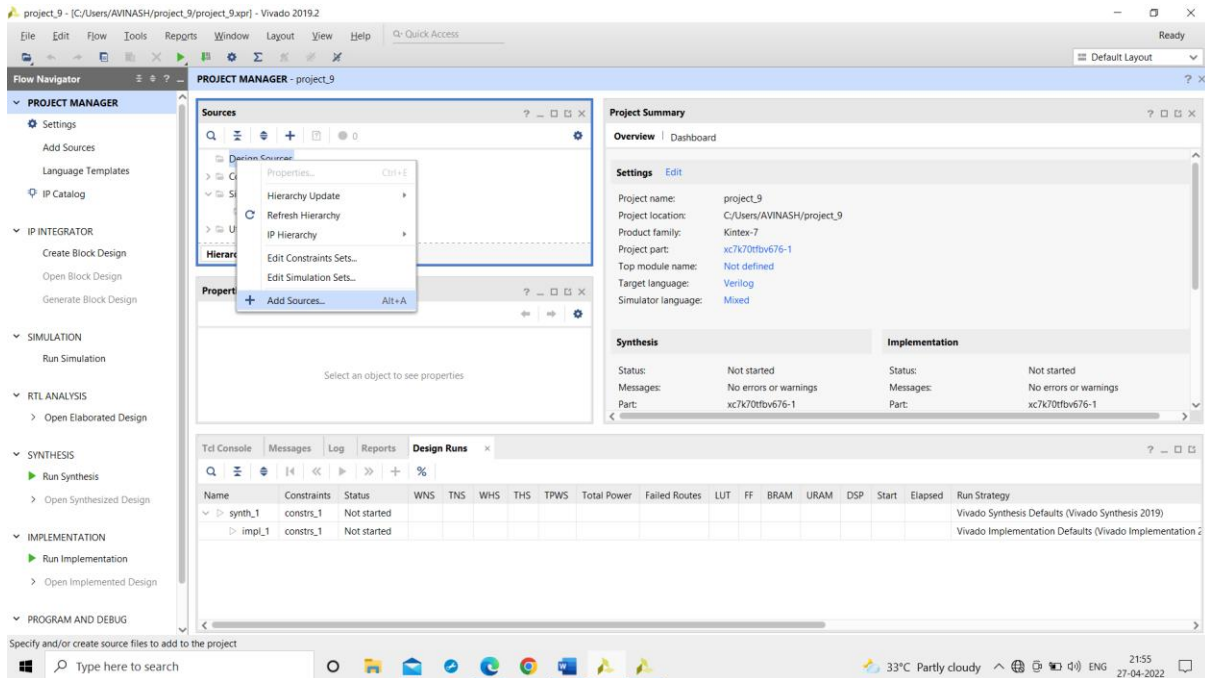 project_9 - [C:/Users/AVINASH/project_9/project_9.xpr] - Vivado 2019.2
File Edit Flow Tools Reports Window Layout View Help Q- Quick Access Ready
Default Layout
Flow Navigator
PROJECT MANAGER
Settings
Add Sources
Language Templates
IP Catalog
IP INTEGRATOR
Create Block Design
Open Block Design
Generate Block Design
SIMULATION
Run Simulation
RTL ANALYSIS
Open Elaborated Design
SYNTHESIS
Run Synthesis
Open Synthesized Design
IMPLEMENTATION
Run Implementation
Open Implemented Design
PROGRAM AND DEBUG
PROJECT MANAGER - project_9
Sources
0
Design Sources
Hierarc
Properties... Ctrl+E
Hierarchy Update
Refresh Hierarchy
IP Hierarchy
Edit Constraints Sets...
Edit Simulation Sets...
Add Sources... Alt+A
Propert
Select an object to see properties
Project Summary
Overview | Dashboard
Settings Edit
Project name: project_9
Project location: C:/Users/AVINASH/project_9
Product family: Kintex-7
Project part: xc7k70tfbv676-1
Top module name: Not defined
Target language: Verilog
Simulator language: Mixed
Synthesis Implementation
Status: Not started Status: Not started
Messages: No errors or warnings Messages: No errors or warnings
Part: xc7k70tfbv676-1 Part: xc7k70tfbv676-1
Tcl Console Messages Log Reports Design Runs
Name Constraints Status WNS TNS WHS THS TPWS Total Power Failed Routes LUT FF BRAM URAM DSP Start Elapsed Run Strategy
synth_1 constrs_1 Not started Vivado Synthesis Defaults (Vivado Synthesis 2019)
impl_1 constrs_1 Not started Vivado Implementation Defaults (Vivado Implementation 2
Specify and/or create source files to add to the project
Type here to search 33°C Partly cloudy ENG 21:55
27-04-2022